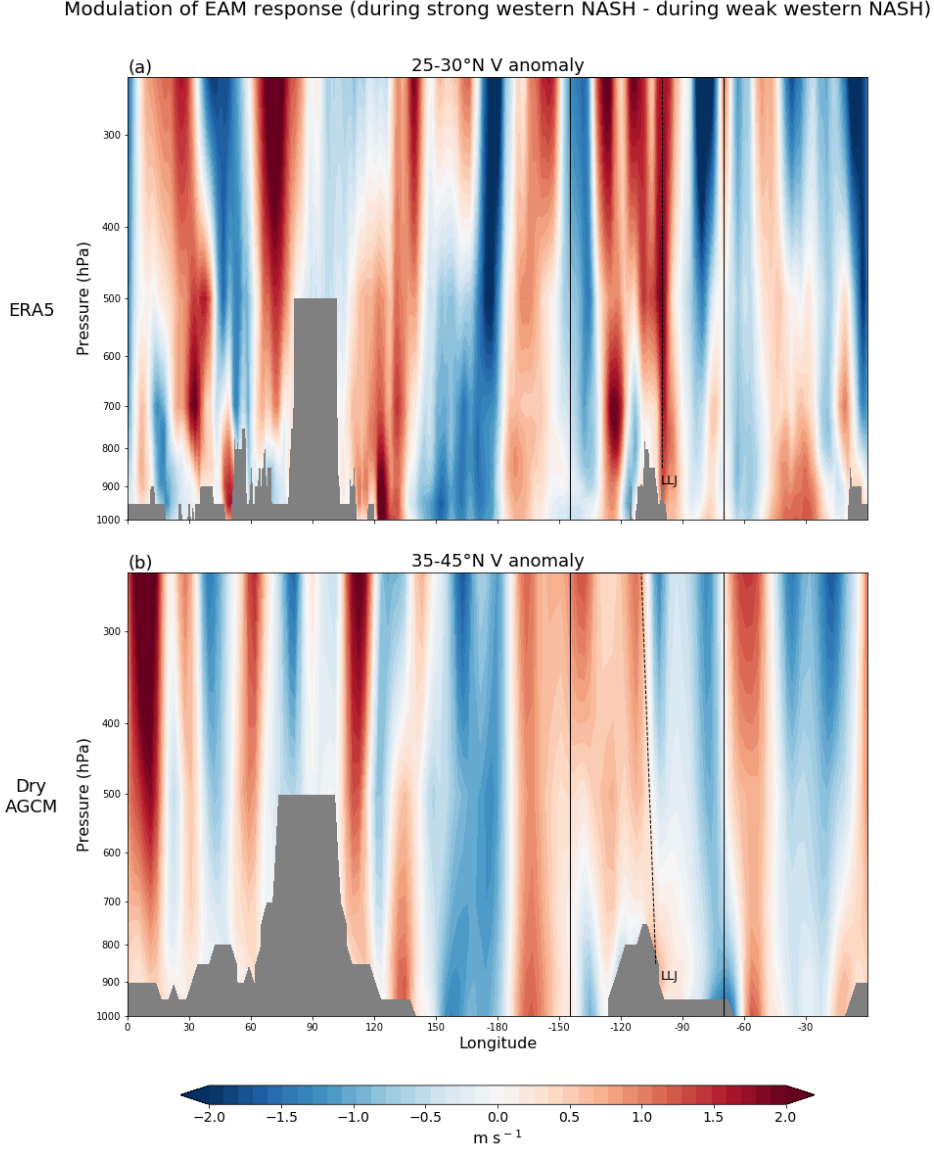 Modulation of EAM response (during strong western NASH - during weak western NASH)
(a)
25-30°N V anomaly
ERA5
Pressure (hPa)
300
400
500
600
700
800
900
1000
LLJ
(b)
35-45°N V anomaly
Dry
AGCM
Pressure (hPa)
300
400
500
600
700
800
900
1000
LLJ
0 30 60 90 120 150 -180 -150 -120 -90 -60 -30
Longitude
−2.0 −1.5 −1.0 −0.5 0.0 0.5 1.0 1.5 2.0
m s⁻¹